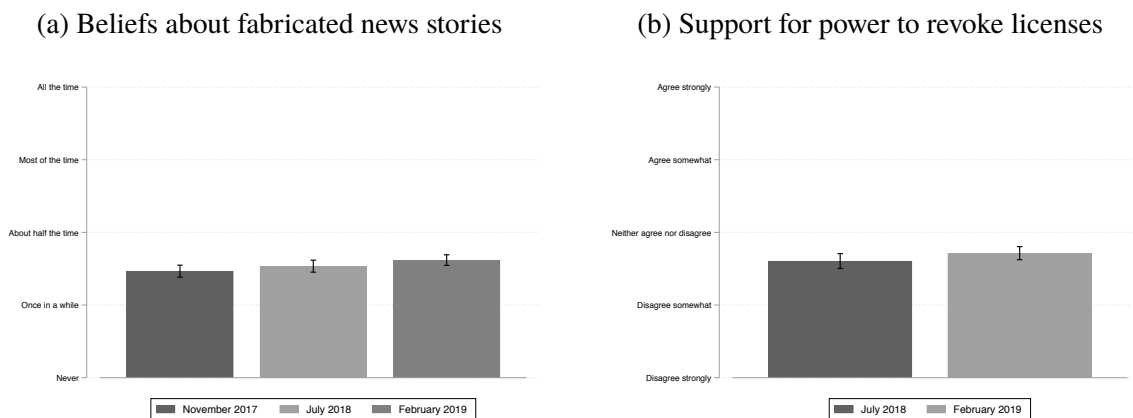 (a) Beliefs about fabricated news stories
All the time
Most of the time
About half the time
Once in a while
Never
November 2017 July 2018 February 2019
(b) Support for power to revoke licenses
Agree strongly
Agree somewhat
Neither agree nor disagree
Disagree somewhat
Disagree strongly
July 2018 February 2019